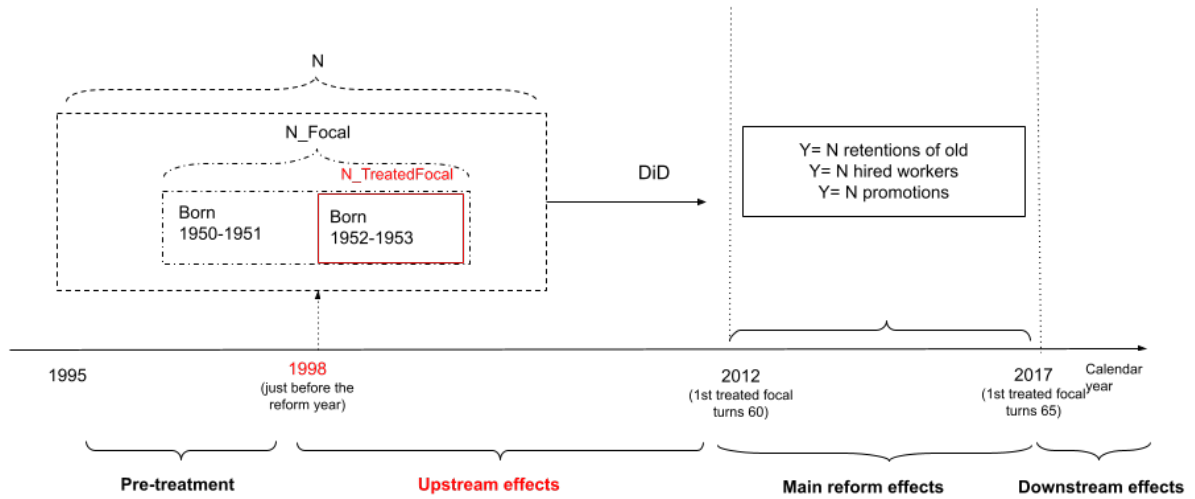 N
N_Focal
N_TreatedFocal
Born
1950-1951
Born
1952-1953
DiD
Y= N retentions of old
Y= N hired workers
Y= N promotions
1995
1998
(just before the
reform year)
2012
(1st treated focal
turns 60)
2017
(1st treated focal
turns 65)
Calendar
year
Pre-treatment
Upstream effects
Main reform effects
Downstream effects